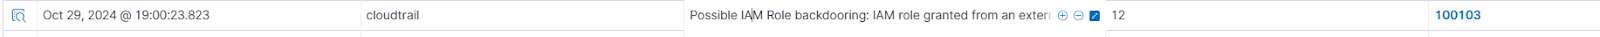 Oct 29, 2024 @ 19:00:23.823 cloudtrail Possible IAM Role backdooring: IAM role granted from an exter 12 100103